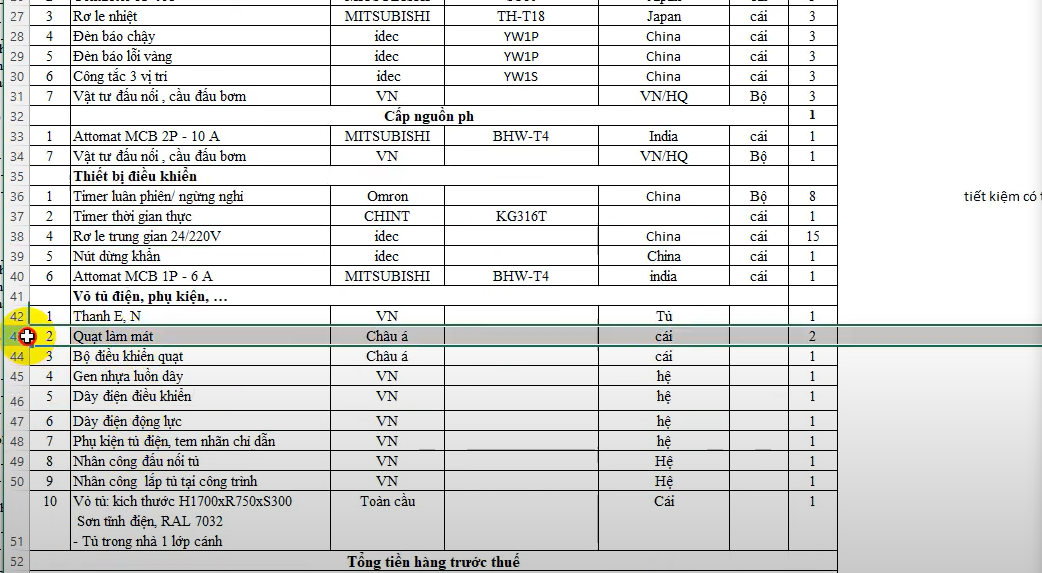 27 3 Rơ le nhiệt MITSUBISHI TH-T18 Japan cái 3
28 4 Đèn báo chạy idec YW1P China cái 3
29 5 Đèn báo lỗi vàng idec YW1P China cái 3
30 6 Công tắc 3 vị trí idec YW1S China cái 3
31 7 Vật tư đấu nối , cầu đấu bơm VN VN/HQ Bộ 3
32 Cấp nguồn ph 1
33 1 Attomat MCB 2P - 10 A MITSUBISHI BHW-T4 India cái 1
34 7 Vật tư đấu nối , cầu đấu bơm VN VN/HQ Bộ 1
35 Thiết bị điều khiển
36 1 Timer luân phiên/ ngừng nghỉ Omron China Bộ 8 tiết kiệm có
37 2 Timer thời gian thực CHINT KG316T cái 1
38 4 Rơ le trung gian 24/220V idec China cái 15
39 5 Nút dừng khẩn idec China cái 1
40 6 Attomat MCB 1P - 6 A MITSUBISHI BHW-T4 india cái 1
41 Vỏ tủ điện, phụ kiện, …
42 1 Thanh E, N VN Tủ 1
2 Quạt làm mát Châu á cái 2
44 3 Bộ điều khiển quạt Châu á cái 1
45 4 Gen nhựa luồn dây VN hệ 1
46 5 Dây điện điều khiển VN hệ 1
47 6 Dây điện động lực VN hệ 1
48 7 Phụ kiện tủ điện, tem nhãn chỉ dẫn VN hệ 1
49 8 Nhân công đấu nối tủ VN Hệ 1
50 9 Nhân công lắp tủ tại công trình VN Hệ 1
10 Vỏ tủ: kích thước H1700xR750xS300 Toàn cầu Cái 1
Sơn tĩnh điện, RAL 7032
51 - Tủ trong nhà 1 lớp cánh
52 Tổng tiền hàng trước thuế